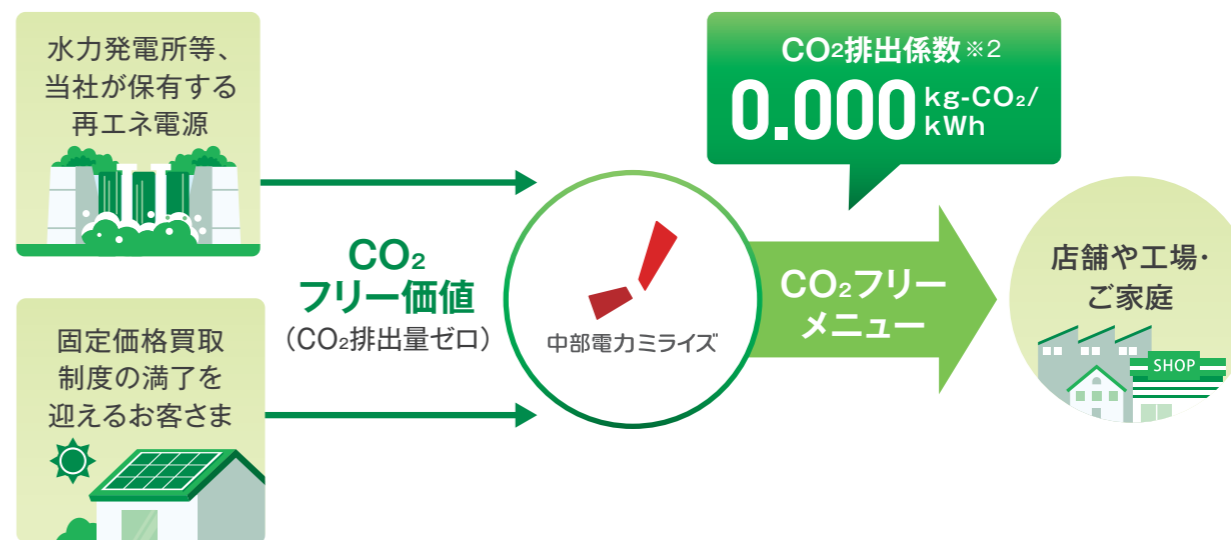 水力発電所等、
当社が保有する
再エネ電源
固定価格買取
制度の満了を
迎えるお客さま
CO₂
フリー価値
（CO₂排出量ゼロ）
中部電力ミライズ
CO₂排出係数※2
0.000 kg-CO₂/
kWh
CO₂フリー
メニュー
店舗や工場・
ご家庭
SHOP